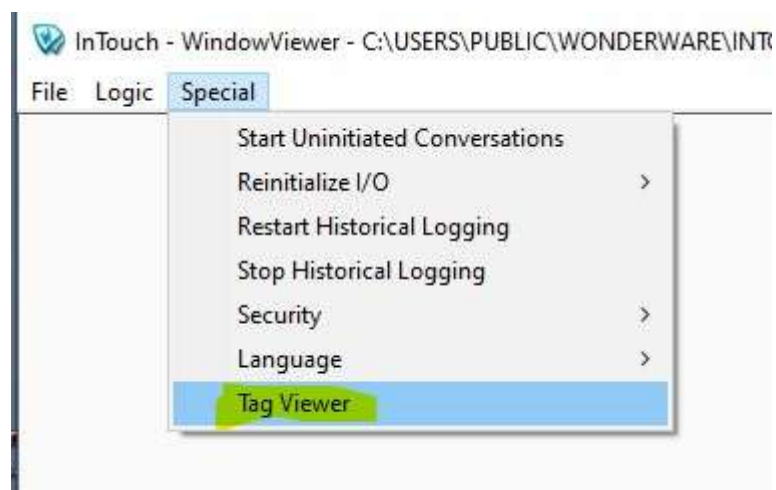 InTouch - WindowViewer - C:\USERS\PUBLIC\WONDERWARE\
File Logic Special
Start Uninitiated Conversations
Reinitialize I/O
Restart Historical Logging
Stop Historical Logging
Security
Language
Tag Viewer